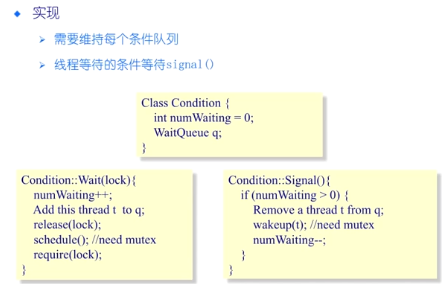 实现
需要维持每个条件队列
线程等待的条件等待signal()
Class Condition {
int numWaiting = 0;
WaitQueue q;
}
Condition::Wait(lock){
numWaiting++;
Add this thread t to q;
release(lock);
schedule(); //need mutex
require(lock);
}
Condition::Signal(){
if (numWaiting > 0) {
Remove a thread t from q;
wakeup(t); //need mutex
numWaiting--;
}
}